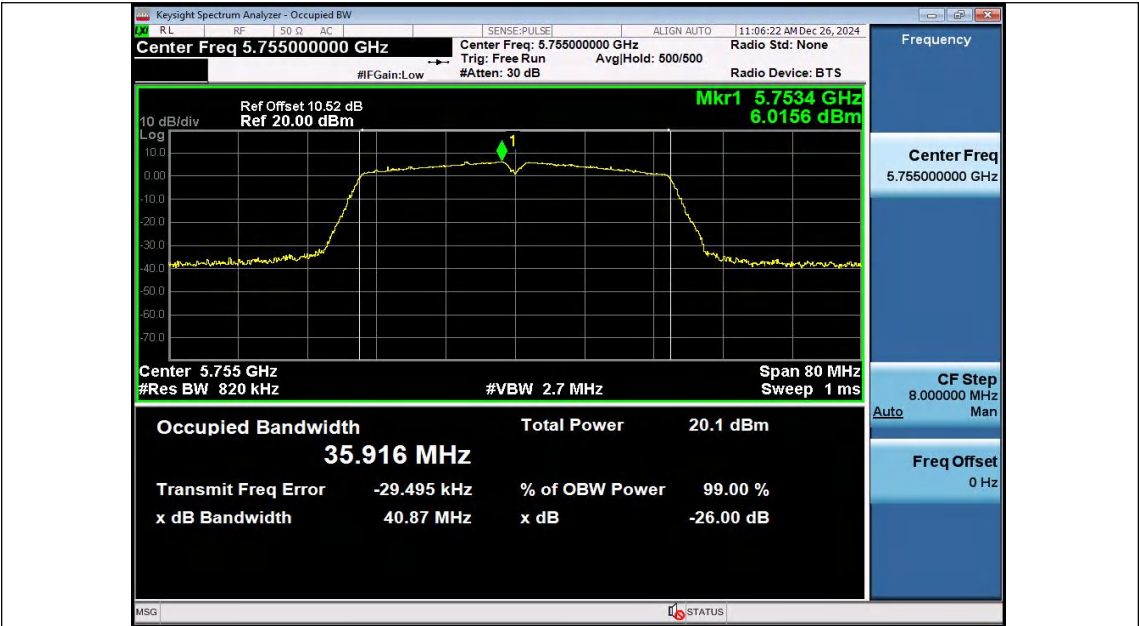 Keysight Spectrum Analyzer - Occupied BW
LXI RL RF 50 Ω AC SENSE:PULSE ALIGN AUTO 11:06:22 AM Dec 26, 2024
Center Freq 5.755000000 GHz
Center Freq: 5.755000000 GHz
Radio Std: None
Trig: Free Run Avg|Hold: 500/500
#IFGain:Low #Atten: 30 dB Radio Device: BTS
Mkr1 5.7534 GHz
6.0156 dBm
Ref Offset 10.52 dB
10 dB/div Ref 20.00 dBm
Log
10.0
0.00
-10.0
-20.0
-30.0
-40.0
-50.0
-60.0
-70.0
1
Center 5.755 GHz Span 80 MHz
#Res BW 820 kHz #VBW 2.7 MHz Sweep 1 ms
Occupied Bandwidth Total Power 20.1 dBm
35.916 MHz
Transmit Freq Error -29.495 kHz % of OBW Power 99.00 %
x dB Bandwidth 40.87 MHz x dB -26.00 dB
MSG STATUS
Frequency
Center Freq
5.755000000 GHz
CF Step
8.000000 MHz
Auto Man
Freq Offset
0 Hz